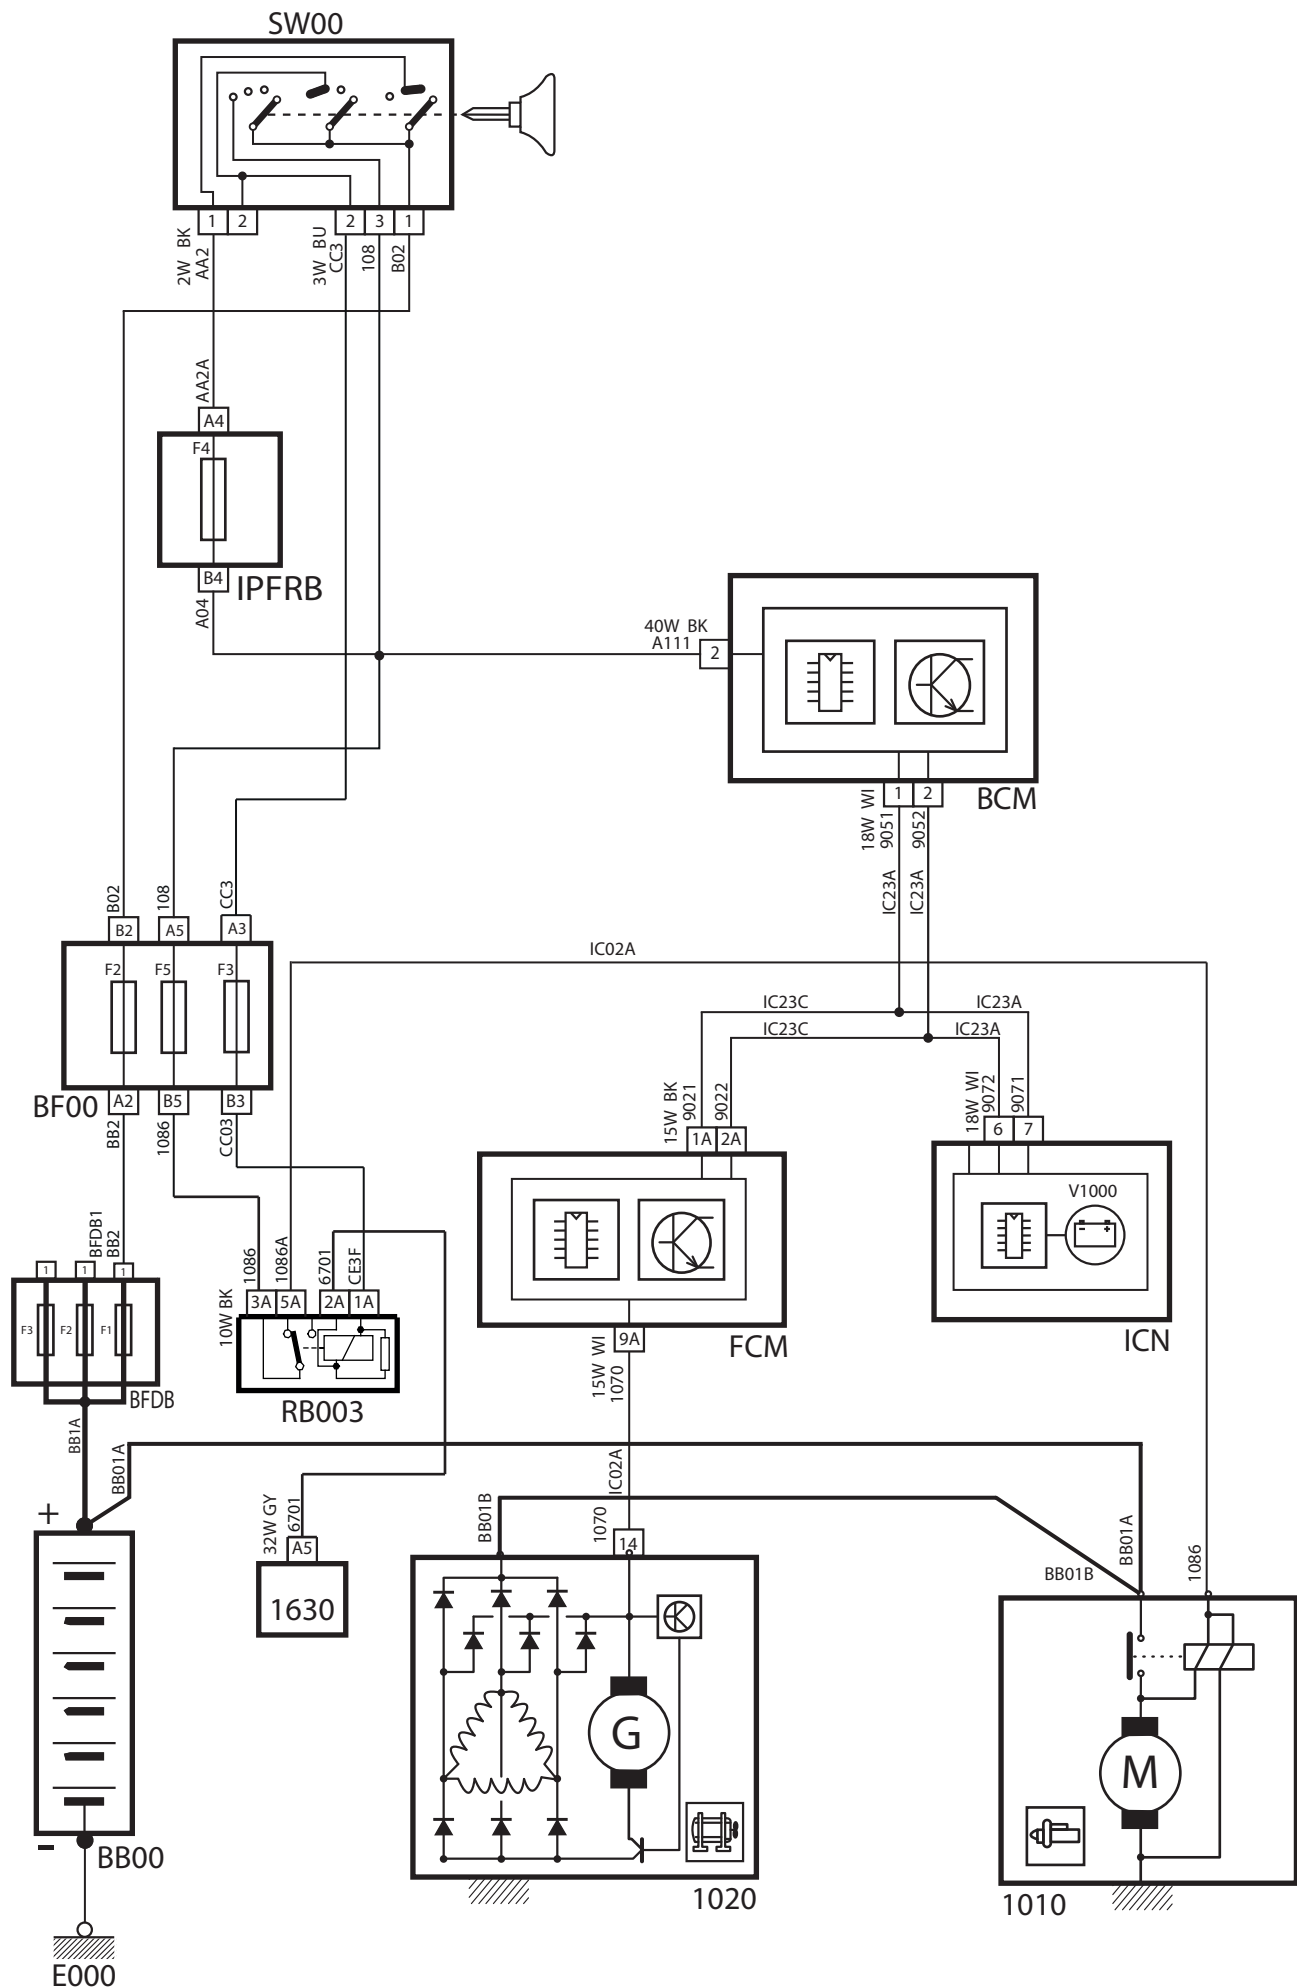 SW00
1
2
2
3
1
2W BK
AA2
3W BU
CC3
108
B02
AA2A
A4
F4
B4
IPFRB
A04
40W BK
A111
2
BCM
1
2
18W WI
9051
9052
IC23A
IC23A
B02
108
CC3
B2
A5
A3
F2
F5
F3
BF00
A2
B5
B3
BB2
1086
CC03
IC02A
IC23C
IC23A
IC23C
IC23A
15W BK
9021
9022
1A
2A
18W WI
9072
9071
6
7
V1000
- +
ICN
FCM
9A
15W WI
1070
BFDB1
BB2
1
1
1
F3
F2
F1
BFDB
10W BK
1086
1086A
6701
CE3F
3A
5A
2A
1A
RB003
BB1A
BB01A
+
32W GY
6701
A5
1630
BB01B
IC02A
1070
14
BB01B
BB01A
1086
G
M
-
BB00
1020
1010
E000